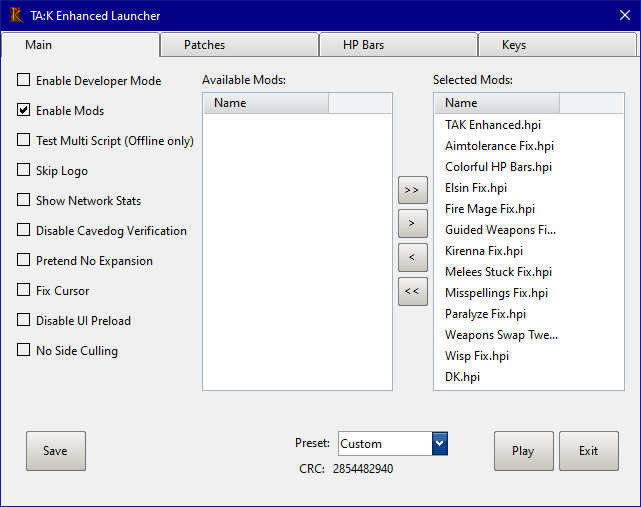 TA:K Enhanced Launcher
Main
Patches
HP Bars
Keys
Enable Developer Mode
Enable Mods
Test Multi Script (Offline only)
Skip Logo
Show Network Stats
Disable Cavedog Verification
Pretend No Expansion
Fix Cursor
Disable UI Preload
No Side Culling
Available Mods:
Name
>>
>
<
<<
Selected Mods:
Name
TAK Enhanced.hpi
Aimtolerance Fix.hpi
Colorful HP Bars.hpi
Elsin Fix.hpi
Fire Mage Fix.hpi
Guided Weapons Fi...
Kirenna Fix.hpi
Melees Stuck Fix.hpi
Misspellings Fix.hpi
Paralyze Fix.hpi
Weapons Swap Twe...
Wisp Fix.hpi
DK.hpi
Save
Preset: Custom
CRC: 2854482940
Play
Exit